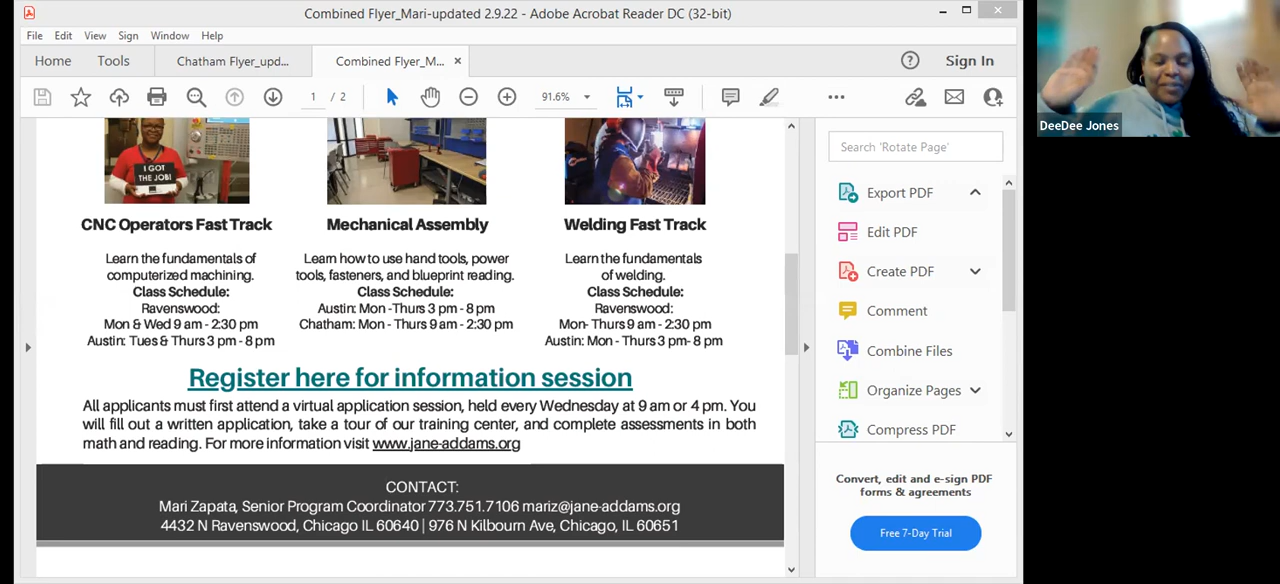 Combined Flyer_Mari-updated 2.9.22 - Adobe Acrobat Reader DC (32-bit)
File Edit View Sign Window Help
Home Tools Chatham Flyer_upd... Combined Flyer_M... × Sign In
1 / 2 91.6%
DeeDee Jones
Search 'Rotate Page'
I GOT
THE JOB!
CNC Operators Fast Track
Learn the fundamentals of
computerized machining.
Class Schedule:
Ravenswood:
Mon & Wed 9 am - 2:30 pm
Austin: Tues & Thurs 3 pm - 8 pm
Mechanical Assembly
Learn how to use hand tools, power
tools, fasteners, and blueprint reading.
Class Schedule:
Austin: Mon -Thurs 3 pm - 8 pm
Chatham: Mon - Thurs 9 am - 2:30 pm
Welding Fast Track
Learn the fundamentals
of welding.
Class Schedule:
Ravenswood:
Mon- Thurs 9 am - 2:30 pm
Austin: Mon - Thurs 3 pm- 8 pm
Register here for information session
All applicants must first attend a virtual application session, held every Wednesday at 9 am or 4 pm. You
will fill out a written application, take a tour of our training center, and complete assessments in both
math and reading. For more information visit www.jane-addams.org
CONTACT:
Mari Zapata, Senior Program Coordinator 773.751.7106 mariz@jane-addams.org
4432 N Ravenswood, Chicago IL 60640 | 976 N Kilbourn Ave, Chicago, IL 60651
Export PDF
Edit PDF
Create PDF
Comment
Combine Files
Organize Pages
Compress PDF
Convert, edit and e-sign PDF
forms & agreements
Free 7-Day Trial